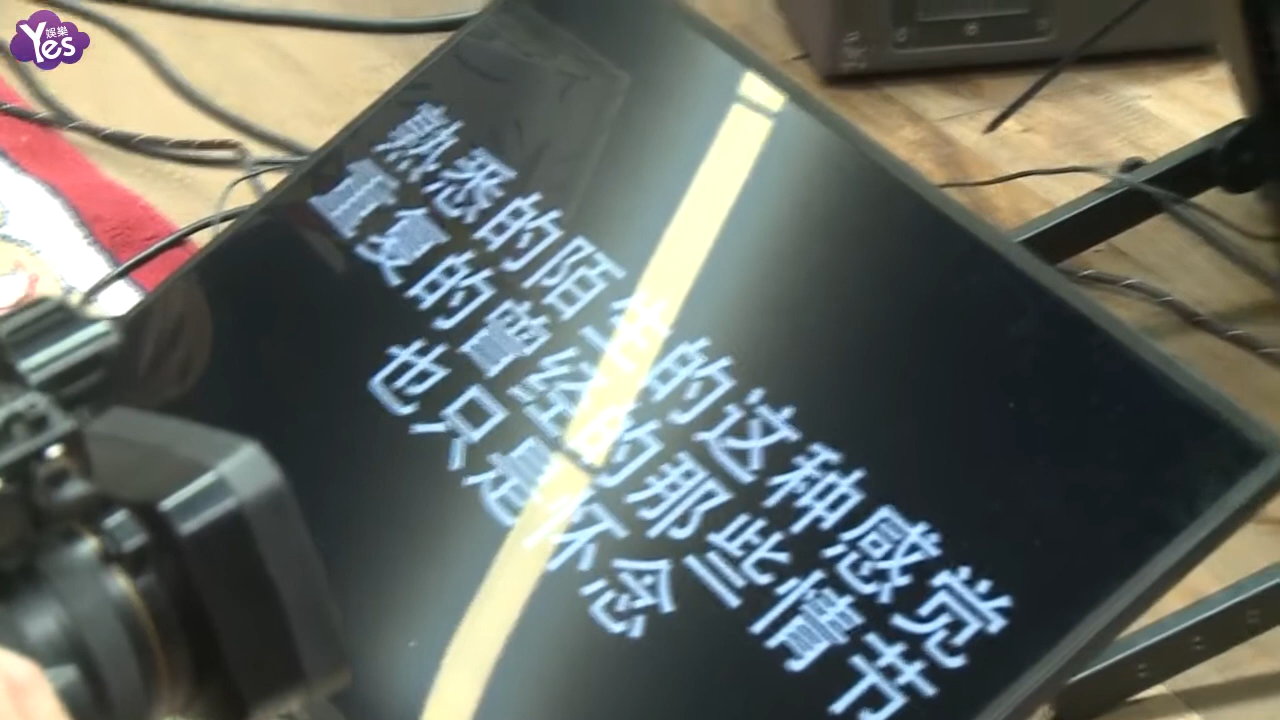 Yes娛樂
熟悉的陌生的这种感觉
重复的曾经的那些情节
也只是怀念